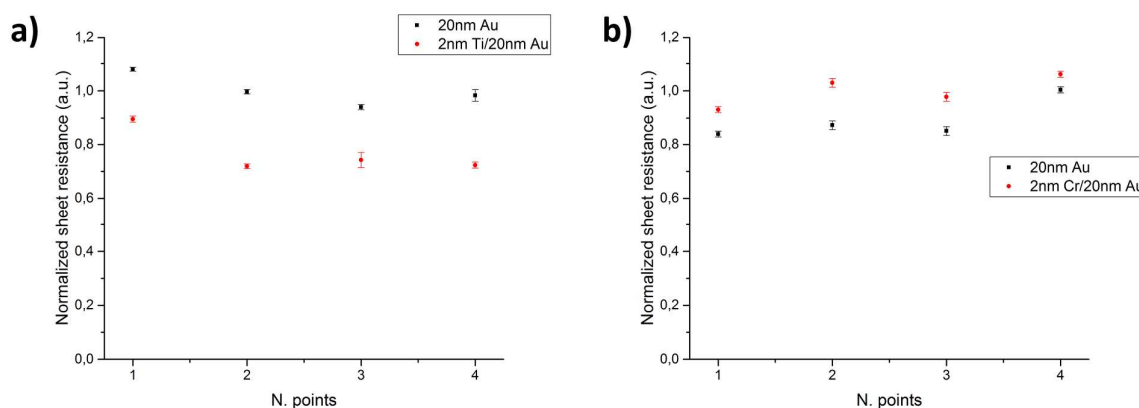 a)
20nm Au
2nm Ti/20nm Au
Normalized sheet resistance (a.u.)
1,2
1,0
0,8
0,6
0,4
0,2
0,0
1 2 3 4
N. points
b)
20nm Au
2nm Cr/20nm Au
Normalized sheet resistance (a.u.)
1,2
1,0
0,8
0,6
0,4
0,2
0,0
1 2 3 4
N. points